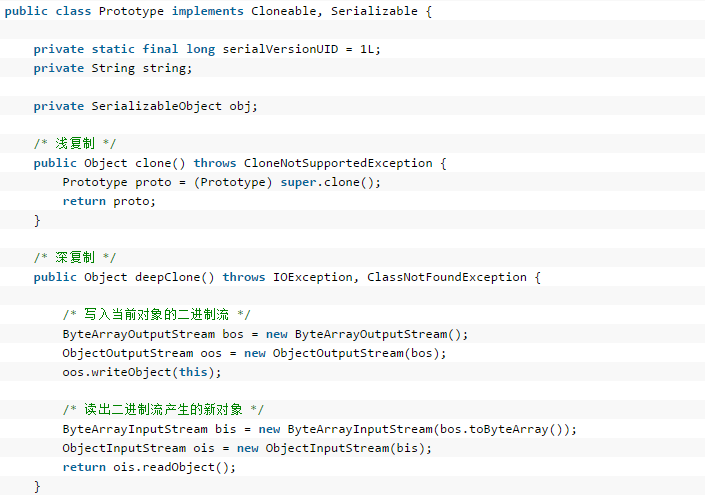 public class Prototype implements Cloneable, Serializable {
private static final long serialVersionUID = 1L;
private String string;
private SerializableObject obj;
/* 浅复制 */
public Object clone() throws CloneNotSupportedException {
Prototype proto = (Prototype) super.clone();
return proto;
}
/* 深复制 */
public Object deepClone() throws IOException, ClassNotFoundException {
/* 写入当前对象的二进制流 */
ByteArrayOutputStream bos = new ByteArrayOutputStream();
ObjectOutputStream oos = new ObjectOutputStream(bos);
oos.writeObject(this);
/* 读出二进制流产生的新对象 */
ByteArrayInputStream bis = new ByteArrayInputStream(bos.toByteArray());
ObjectInputStream ois = new ObjectInputStream(bis);
return ois.readObject();
}